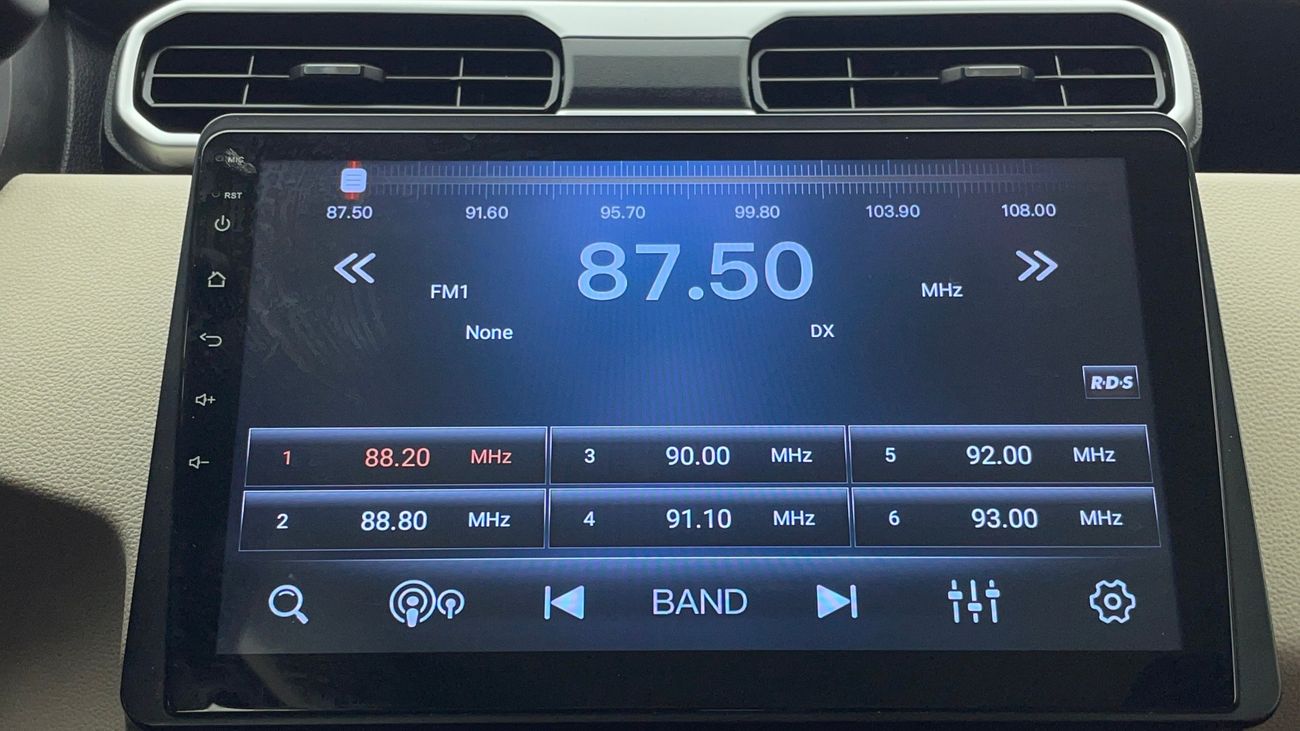 MIC
RST
87.50 91.60 95.70 99.80 103.90 108.00
FM1 87.50 MHz
None DX
R·D·S
1 88.20 MHz 3 90.00 MHz 5 92.00 MHz
2 88.80 MHz 4 91.10 MHz 6 93.00 MHz
BAND